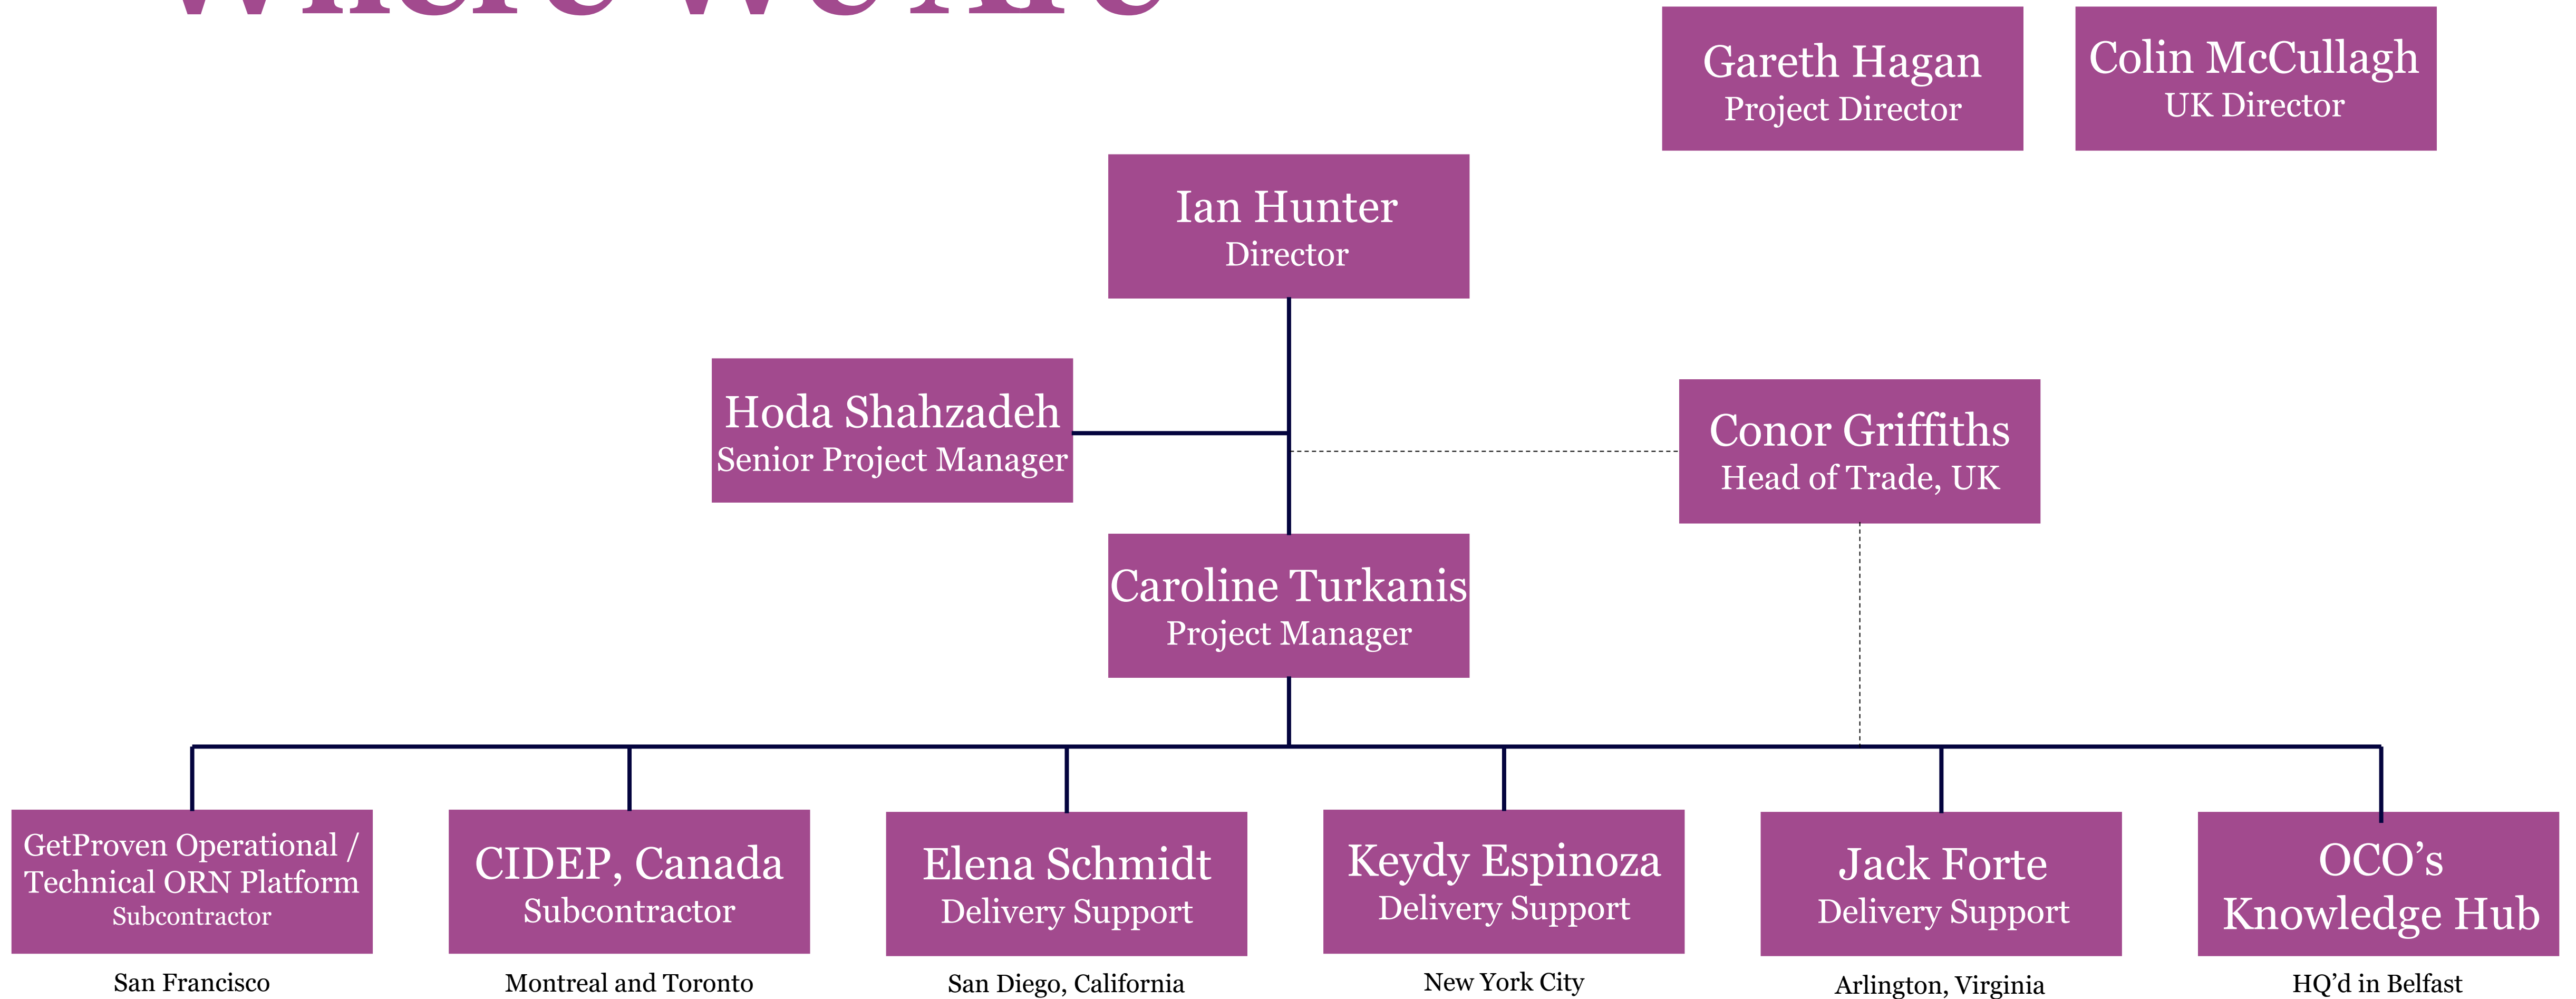 Where We Are
Gareth Hagan
Project Director
Colin McCullagh
UK Director
Ian Hunter
Director
Hoda Shahzadeh
Senior Project Manager
Conor Griffiths
Head of Trade, UK
Caroline Turkanis
Project Manager
GetProven Operational /
Technical ORN Platform
Subcontractor
San Francisco
CIDEP, Canada
Subcontractor
Montreal and Toronto
Elena Schmidt
Delivery Support
San Diego, California
Keydy Espinoza
Delivery Support
New York City
Jack Forte
Delivery Support
Arlington, Virginia
OCO’s
Knowledge Hub
HQ’d in Belfast